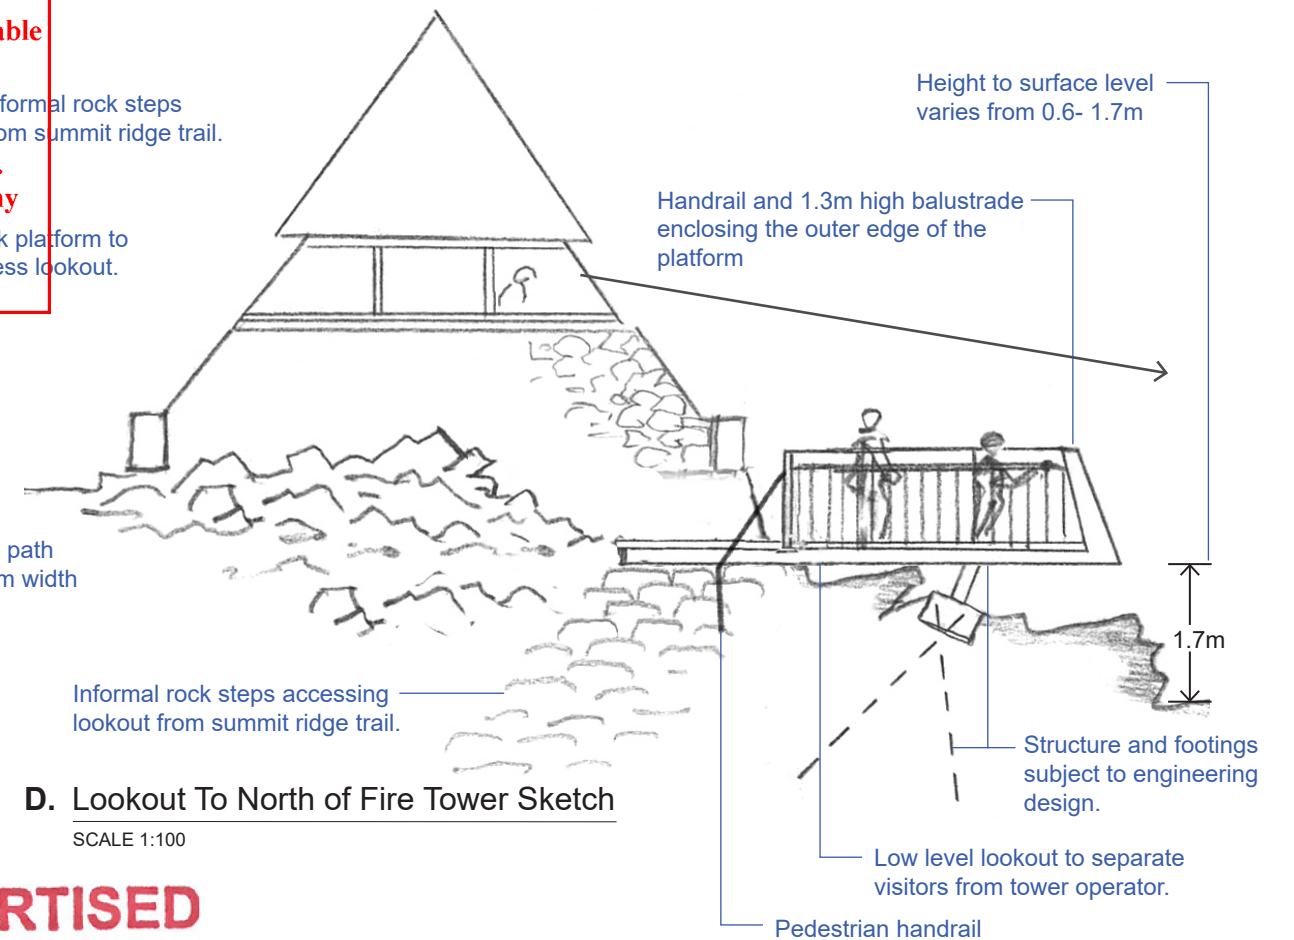 able
formal rock steps
om summit ridge trail.
ny
k platform to
ess lookout.
Height to surface level
varies from 0.6- 1.7m
Handrail and 1.3m high balustrade
enclosing the outer edge of the
platform
path
m width
1.7m
Informal rock steps accessing
lookout from summit ridge trail.
Structure and footings
subject to engineering
design.
D. Lookout To North of Fire Tower Sketch
SCALE 1:100
Low level lookout to separate
visitors from tower operator.
RTISED
Pedestrian handrail